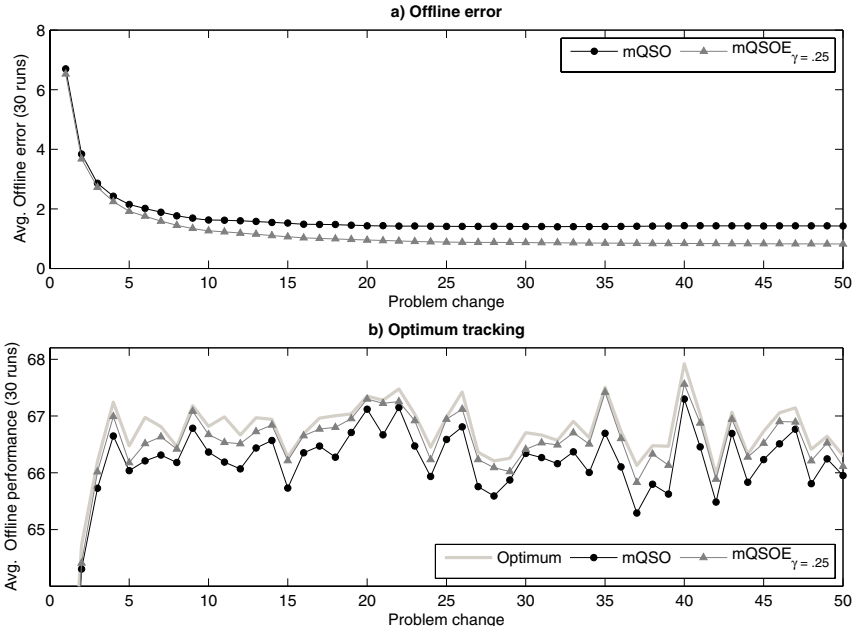 a) Offline error
8
6
4
2
0
Avg. Offline error (30 runs)
mQSO
mQSOE γ = .25
0 5 10 15 20 25 30 35 40 45 50
Problem change
b) Optimum tracking
68
67
66
65
Avg. Offline performance (30 runs)
Optimum
mQSO
mQSOE γ = .25
0 5 10 15 20 25 30 35 40 45 50
Problem change